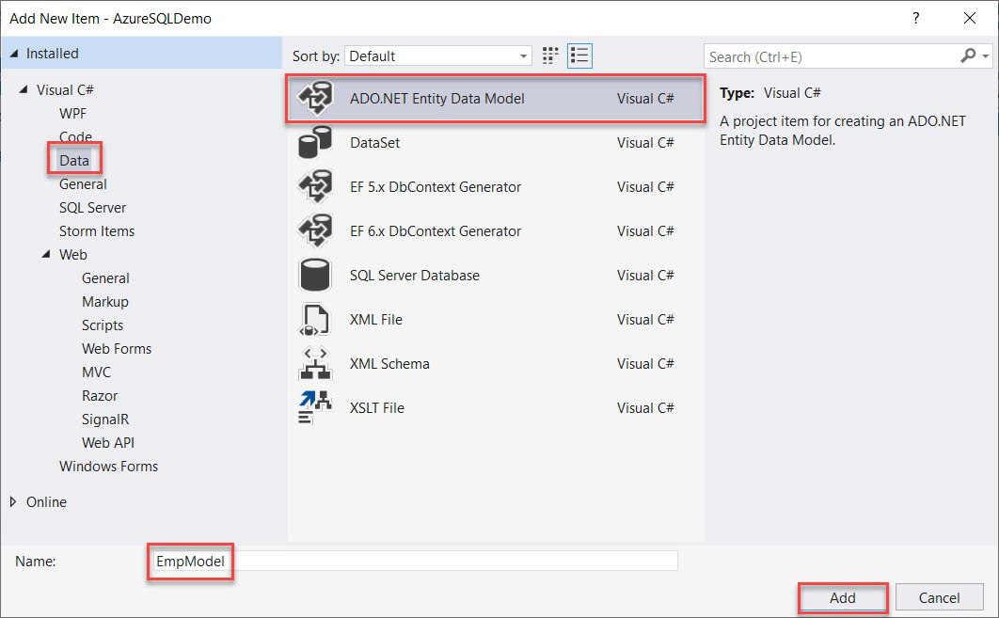 Add New Item - AzureSQLDemo
?
Installed
Visual C#
WPF
Code
Data
General
SQL Server
Storm Items
Web
General
Markup
Scripts
Web Forms
MVC
Razor
SignalR
Web API
Windows Forms
Online
Sort by: Default
ADO.NET Entity Data Model Visual C#
DataSet Visual C#
EF 5.x DbContext Generator Visual C#
EF 6.x DbContext Generator Visual C#
SQL Server Database Visual C#
XML File Visual C#
XML Schema Visual C#
XSLT File Visual C#
Search (Ctrl+E)
Type: Visual C#
A project item for creating an ADO.NET
Entity Data Model.
Name: EmpModel
Add Cancel